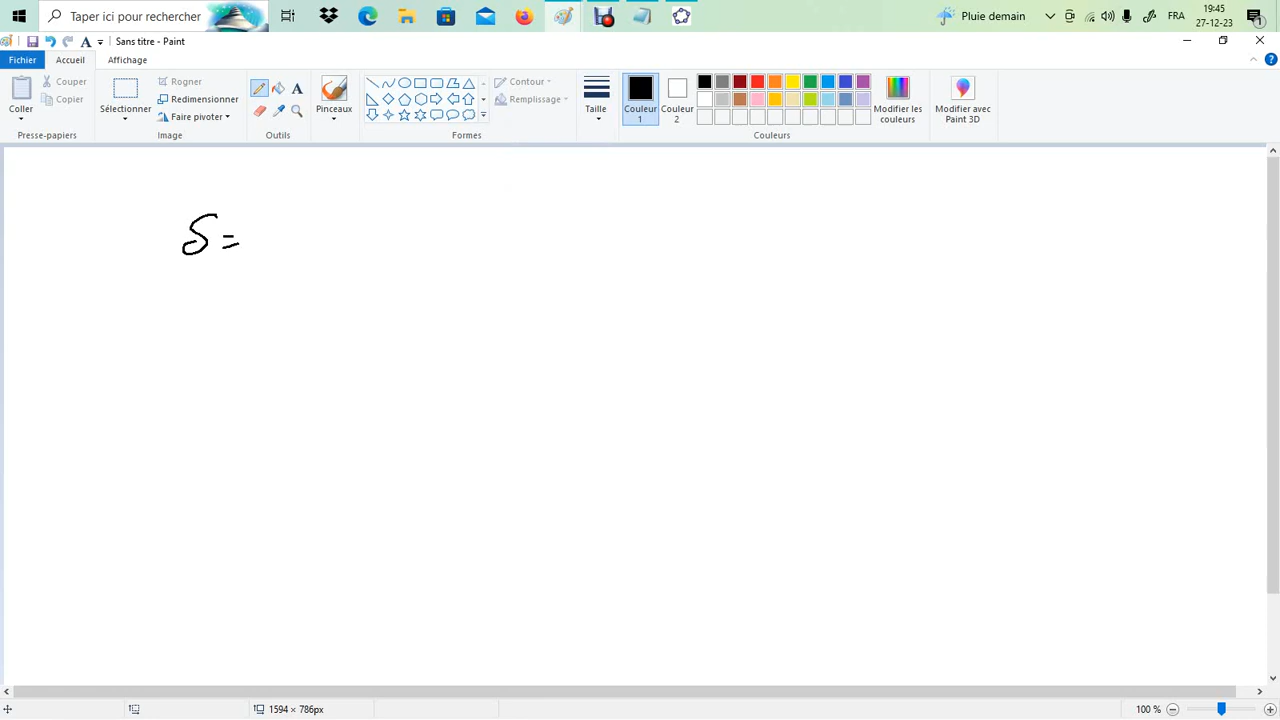 Taper ici pour rechercher
Pluie demain
FRA
19:45
27-12-23
1
Sans titre - Paint
Fichier
Accueil
Affichage
Coller
Couper
Copier
Presse-papiers
Sélectionner
Rogner
Redimensionner
Faire pivoter
Image
A
Outils
Pinceaux
Contour
Remplissage
Formes
Taille
Couleur
1
Couleur
2
Modifier les
couleurs
Couleurs
Modifier avec
Paint 3D
S =
1594 × 786px
100 %